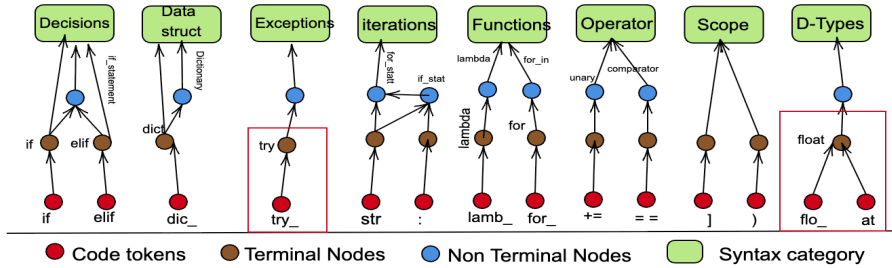 Decisions
Data struct
Exceptions
iterations
Functions
Operator
Scope
D-Types
if_statement
Dictionary
for_statt
if_stat
lambda
for_in
unary
comparator
if
elif
dict
try
lambda
for
float
if
elif
dic_
try_
str
:
lamb_
for_
+=
= =
]
)
flo_
at
Code tokens
Terminal Nodes
Non Terminal Nodes
Syntax category